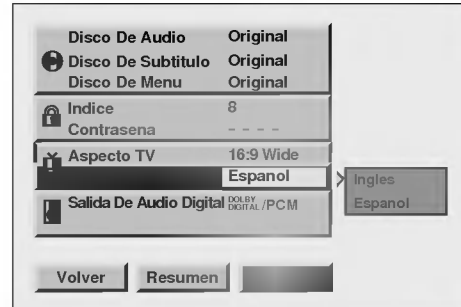 Disco De Audio Original
Disco De Subtitulo Original
Disco De Menu Original
Indice 8
Contrasena - - - -
Aspecto TV 16:9 Wide
Espanol
Ingles
Espanol
Salida De Audio Digital DOLBY DIGITAL /PCM
Volver Resumen